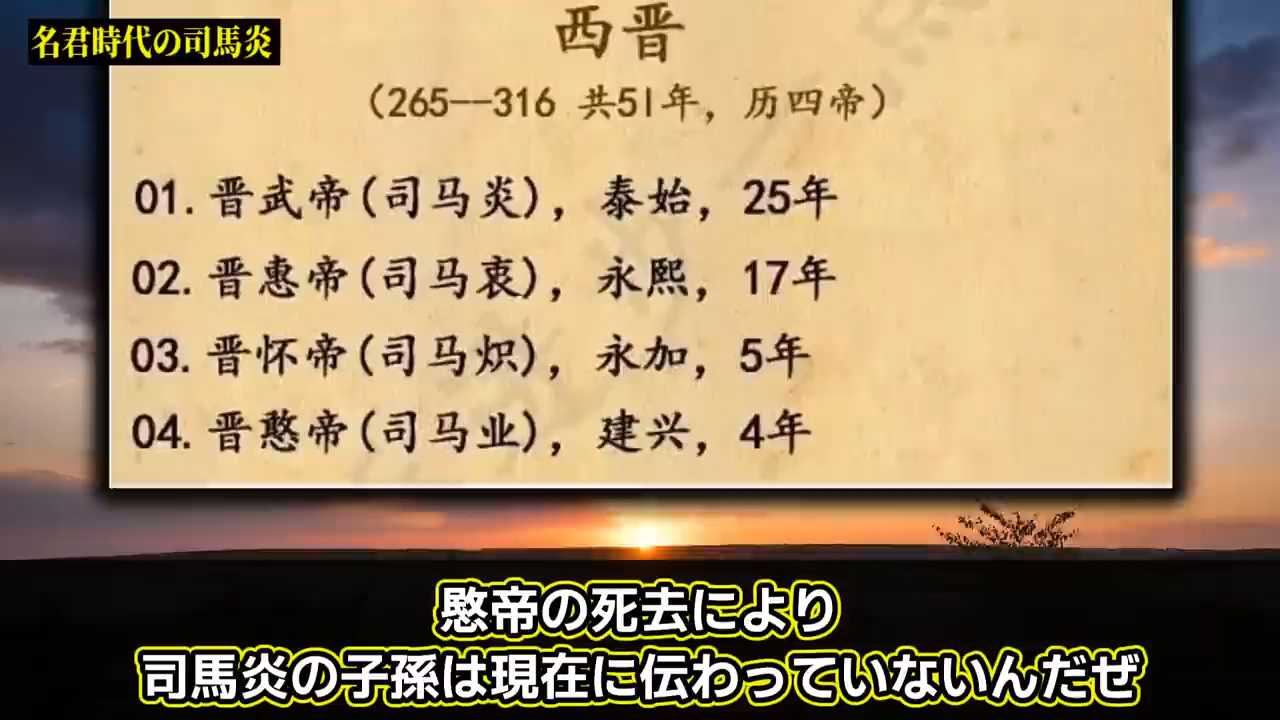 名君時代の司馬炎
西晋
（265--316 共51年，历四帝）
01. 晋武帝(司马炎)，泰始，25年
02. 晋惠帝(司马衷)，永熙，17年
03. 晋怀帝(司马炽)，永加，5年
04. 晋憨帝(司马业)，建兴，4年
愍帝の死去により
司馬炎の子孫は現在に伝わっていないんだぜ